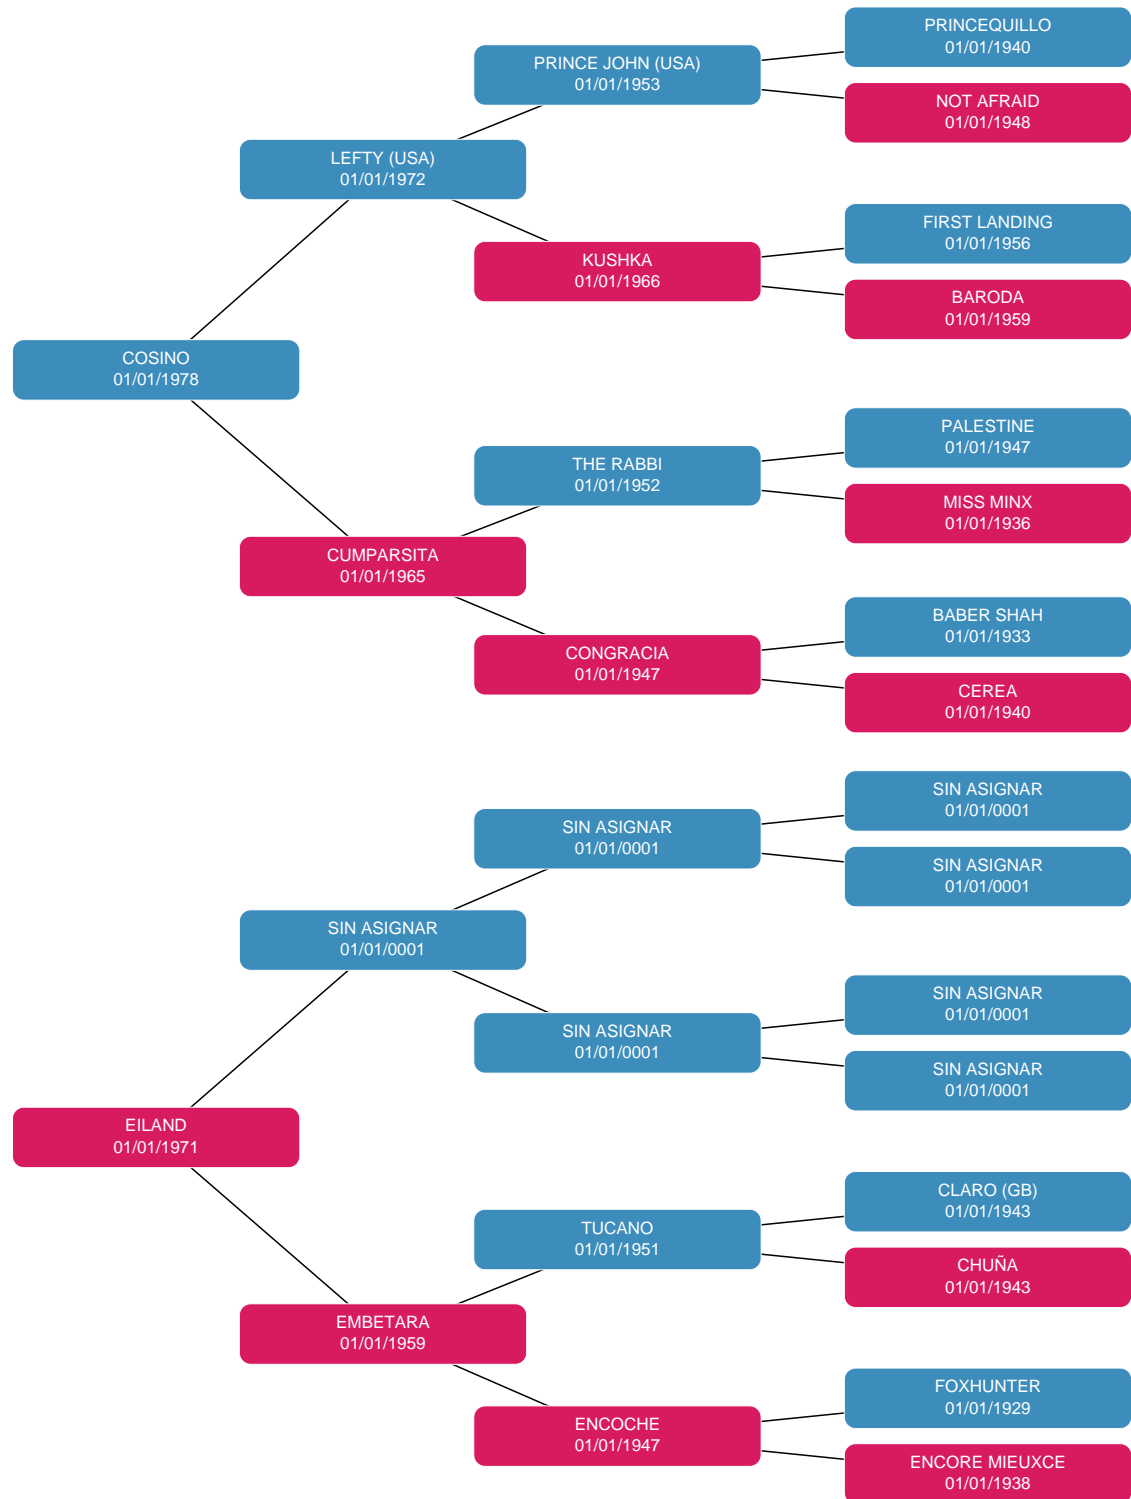 PRINCEQUILLO
01/01/1940
PRINCE JOHN (USA)
01/01/1953
NOT AFRAID
01/01/1948
LEFTY (USA)
01/01/1972
FIRST LANDING
01/01/1956
KUSHKA
01/01/1966
BARODA
01/01/1959
COSINO
01/01/1978
PALESTINE
01/01/1947
THE RABBI
01/01/1952
MISS MINX
01/01/1936
CUMPARSITA
01/01/1965
BABER SHAH
01/01/1933
CONGRACIA
01/01/1947
CEREA
01/01/1940
SIN ASIGNAR
01/01/0001
SIN ASIGNAR
01/01/0001
SIN ASIGNAR
01/01/0001
SIN ASIGNAR
01/01/0001
SIN ASIGNAR
01/01/0001
SIN ASIGNAR
01/01/0001
SIN ASIGNAR
01/01/0001
EILAND
01/01/1971
CLARO (GB)
01/01/1943
TUCANO
01/01/1951
CHUÑA
01/01/1943
EMBETARA
01/01/1959
FOXHUNTER
01/01/1929
ENCOCHE
01/01/1947
ENCORE MIEUXCE
01/01/1938